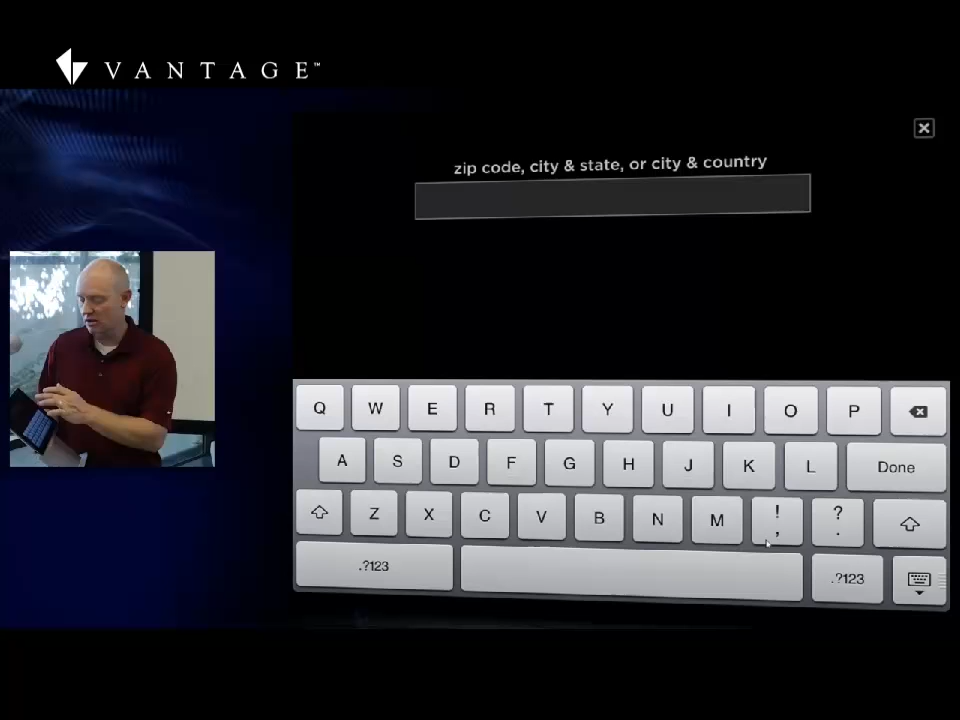 VANTAGE™
zip code, city & state, or city & country
Q W E R T Y U I O P
A S D F G H J K L Done
Z X C V B N M ! , ? .
.?123 .?123